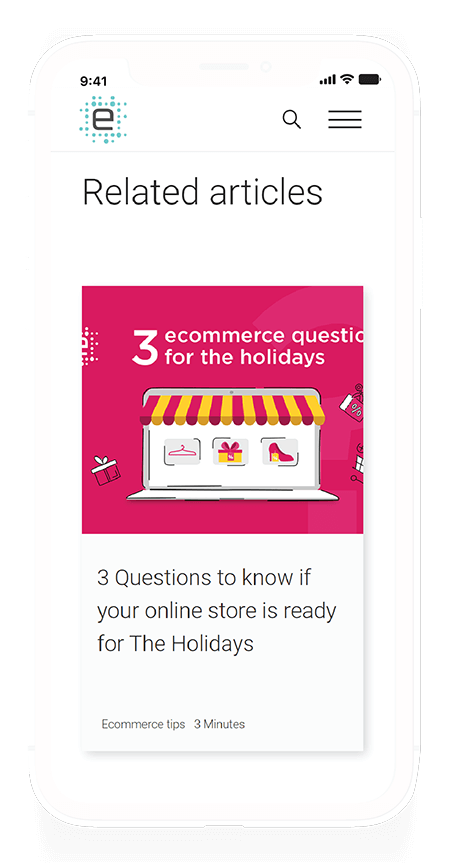 9:41
e
Related articles
3 ecommerce questio
for the holidays
3 Questions to know if
your online store is ready
for The Holidays
Ecommerce tips 3 Minutes